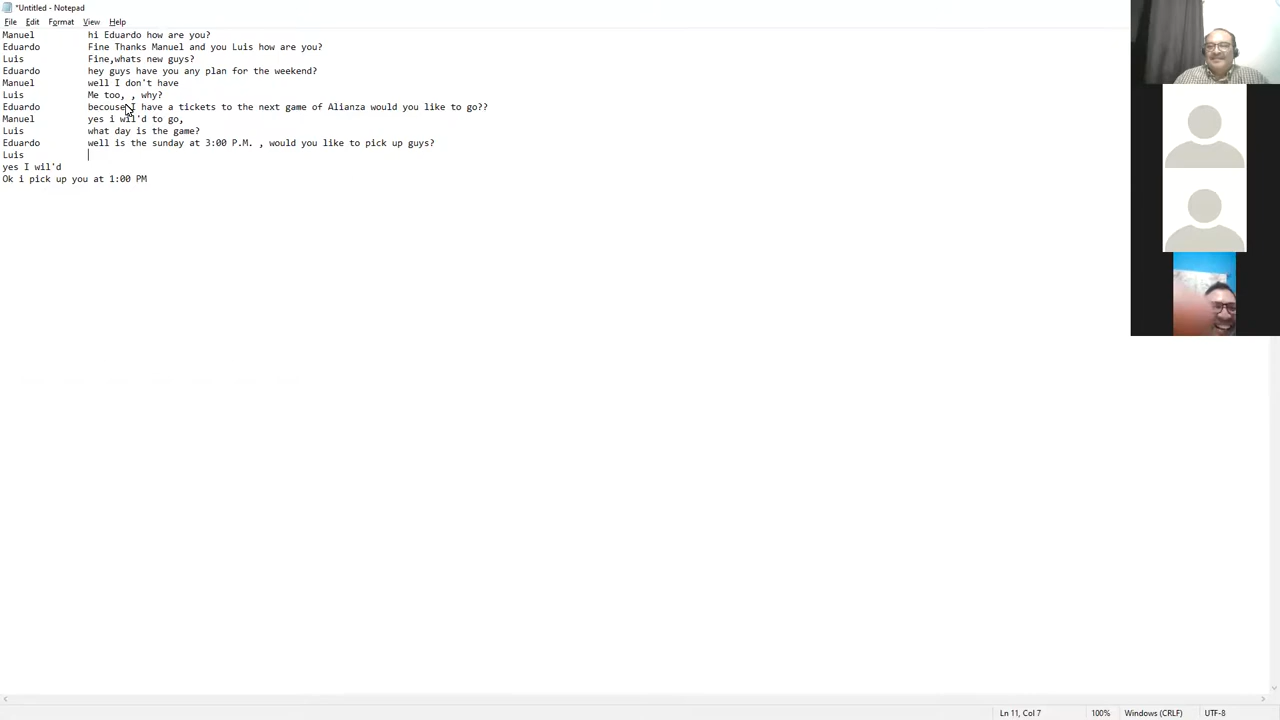 *Untitled - Notepad
File Edit Format View Help
Manuel hi Eduardo how are you?
Eduardo Fine Thanks Manuel and you Luis how are you?
Luis Fine,whats new guys?
Eduardo hey guys have you any plan for the weekend?
Manuel well I don't have
Luis Me too, , why?
Eduardo becouse I have a tickets to the next game of Alianza would you like to go??
Manuel yes i wil'd to go,
Luis what day is the game?
Eduardo well is the sunday at 3:00 P.M. , would you like to pick up guys?
Luis
yes I wil'd
Ok i pick up you at 1:00 PM
Ln 11, Col 7 100% Windows (CRLF) UTF-8